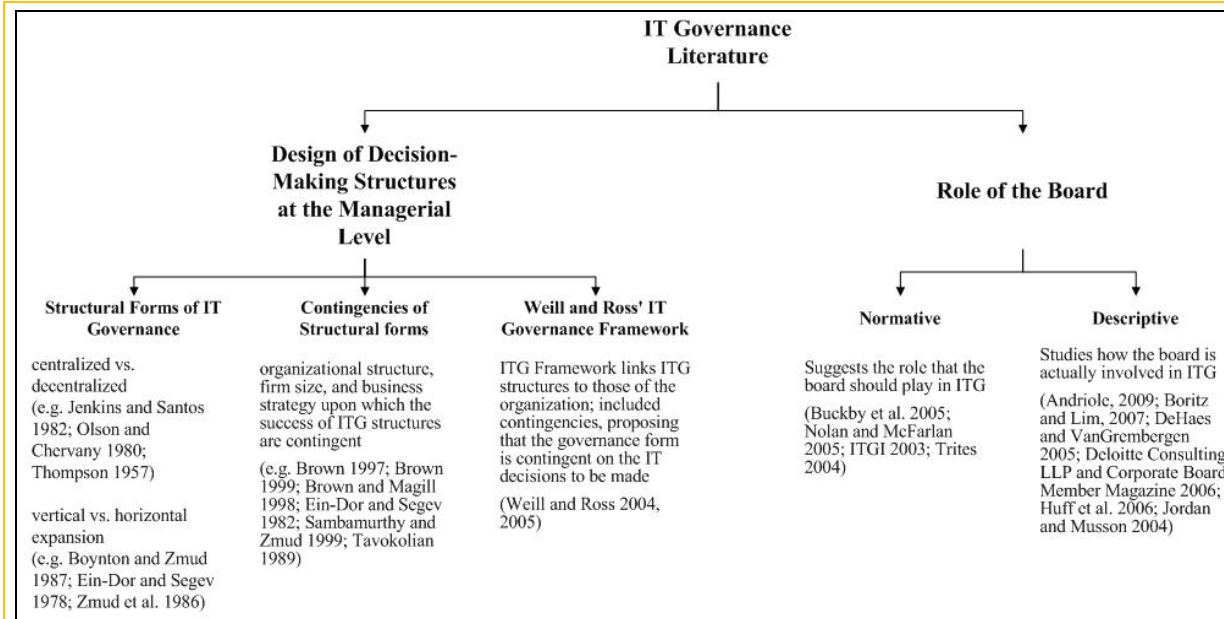 IT Governance
Literature
Design of Decision-
Making Structures
at the Managerial
Level
Role of the Board
Structural Forms of IT
Governance
centralized vs.
decentralized
(e.g. Jenkins and Santos
1982; Olson and
Chervany 1980;
Thompson 1957)
vertical vs. horizontal
expansion
(e.g. Boynton and Zmud
1987; Ein-Dor and Segev
1978; Zmud et al. 1986)
Contingencies of
Structural forms
organizational structure,
firm size, and business
strategy upon which the
success of ITG structures
are contingent
(e.g. Brown 1997; Brown
1999; Brown and Magill
1998; Ein-Dor and Segev
1982; Sambamurthy and
Zmud 1999; Tavokolian
1989)
Weill and Ross' IT
Governance Framework
ITG Framework links ITG
structures to those of the
organization; included
contingencies, proposing
that the governance form
is contingent on the IT
decisions to be made
(Weill and Ross 2004,
2005)
Normative
Suggests the role that the
board should play in ITG
(Buckby et al. 2005;
Nolan and McFarlan
2005; ITGI 2003; Trites
2004)
Descriptive
Studies how the board is
actually involved in ITG
(Andriole, 2009; Boritz
and Lim, 2007; DeHaes
and VanGrembergen
2005; Deloitte Consulting
LLP and Corporate Board
Member Magazine 2006;
Huff et al. 2006; Jordan
and Musson 2004)